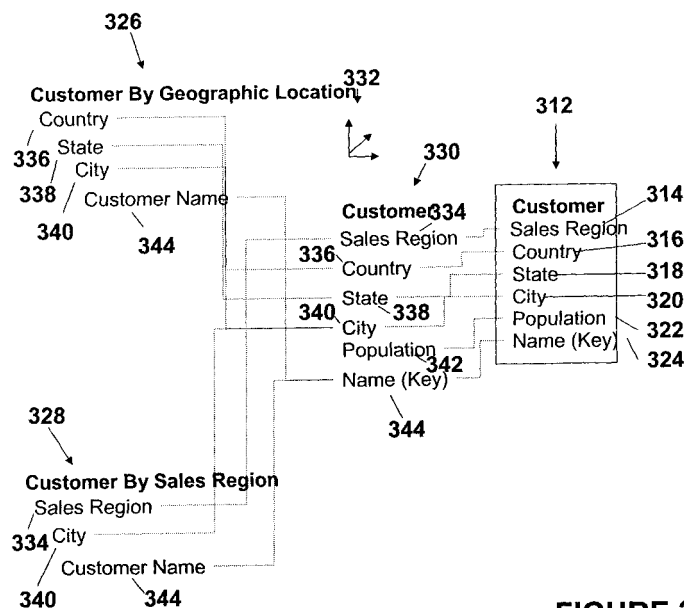 326
Customer By Geographic Location
Country
336
State
338
City
340
Customer Name
344
332
330
Customer
334
Sales Region
336
Country
State
338
340
City
Population
342
Name (Key)
344
312
Customer
Sales Region
314
Country
316
State
318
City
320
Population
322
Name (Key)
324
328
Customer By Sales Region
Sales Region
334
City
340
Customer Name
344